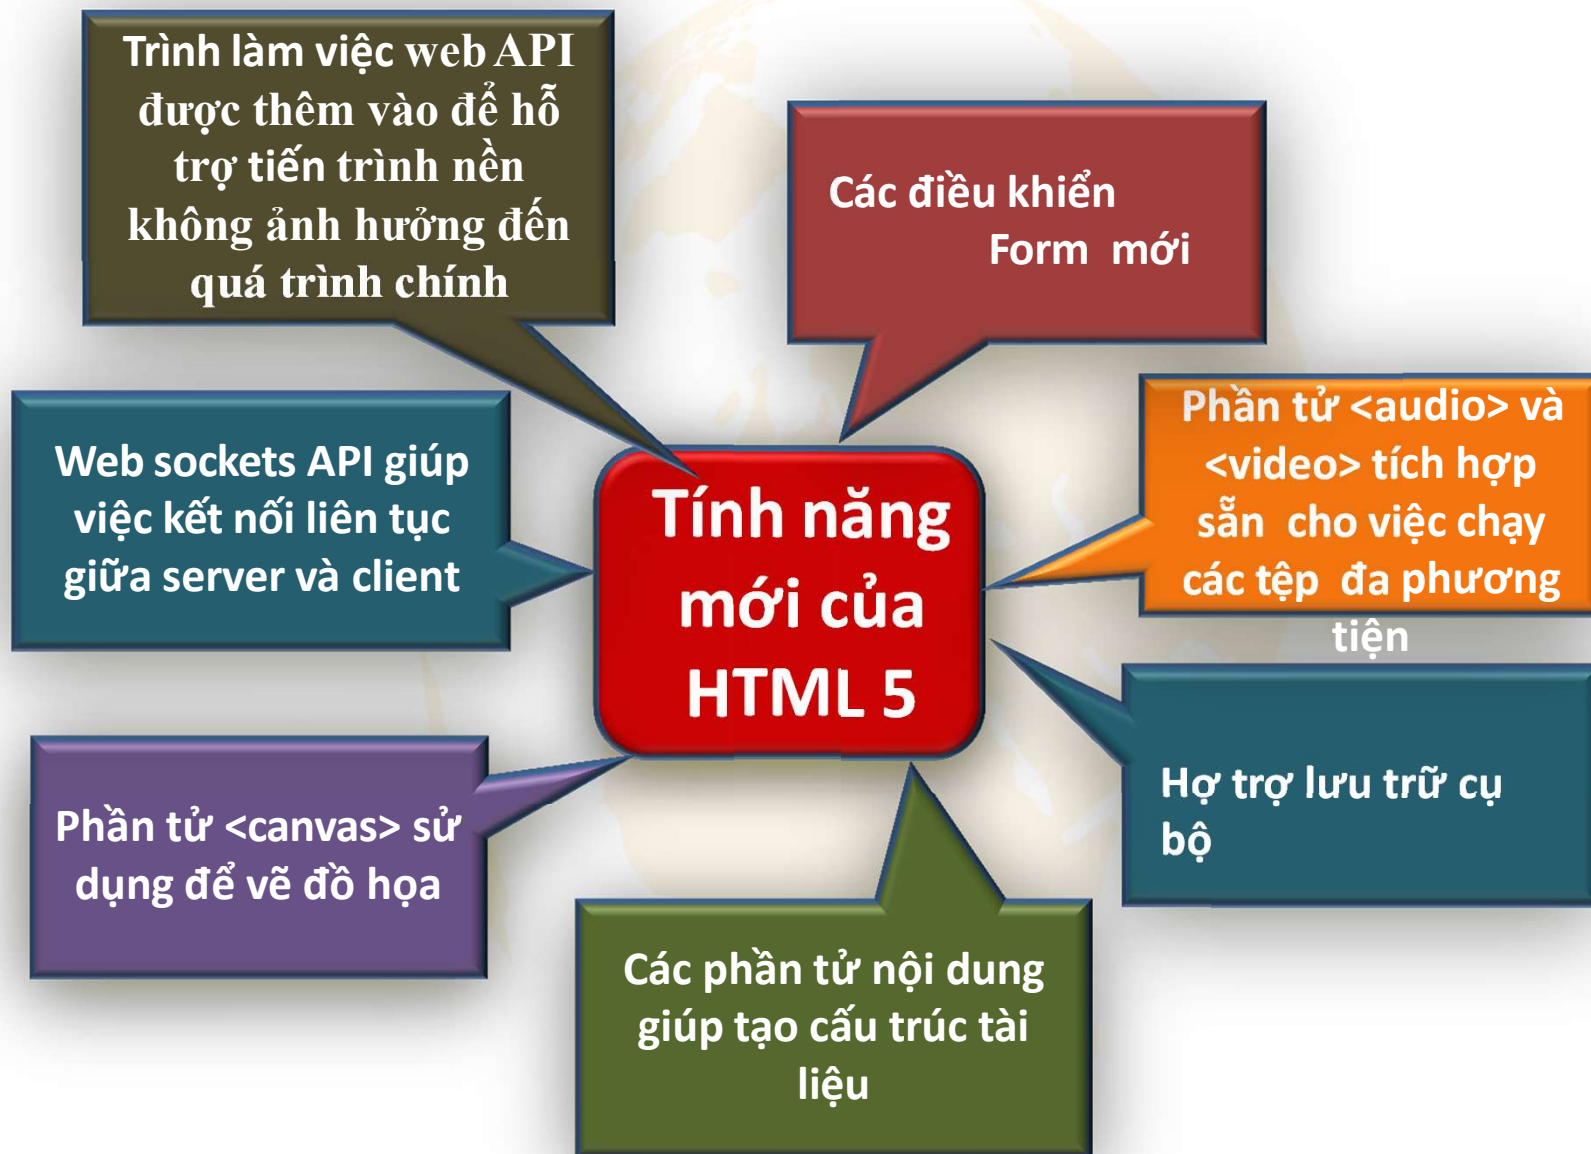 Trình làm việc web API
được thêm vào để hỗ
trợ tiến trình nền
không ảnh hưởng đến
quá trình chính
Các điều khiển
Form mới
Web sockets API giúp
việc kết nối liên tục
giữa server và client
Tính năng
mới của
HTML 5
Phần tử <audio> và
<video> tích hợp
sẵn cho việc chạy
các tệp đa phương
tiện
Hợ trợ lưu trữ cụ
bộ
Phần tử <canvas> sử
dụng để vẽ đồ họa
Các phần tử nội dung
giúp tạo cấu trúc tài
liệu